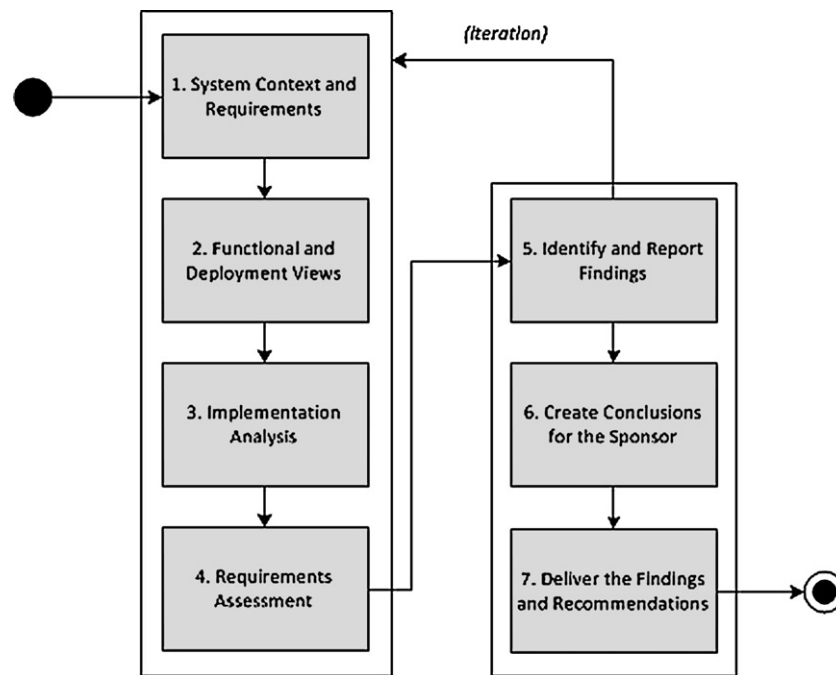 (Iteration)
1. System Context and
Requirements
2. Functional and
Deployment Views
3. Implementation
Analysis
4. Requirements
Assessment
5. Identify and Report
Findings
6. Create Conclusions
for the Sponsor
7. Deliver the Findings
and Recommendations